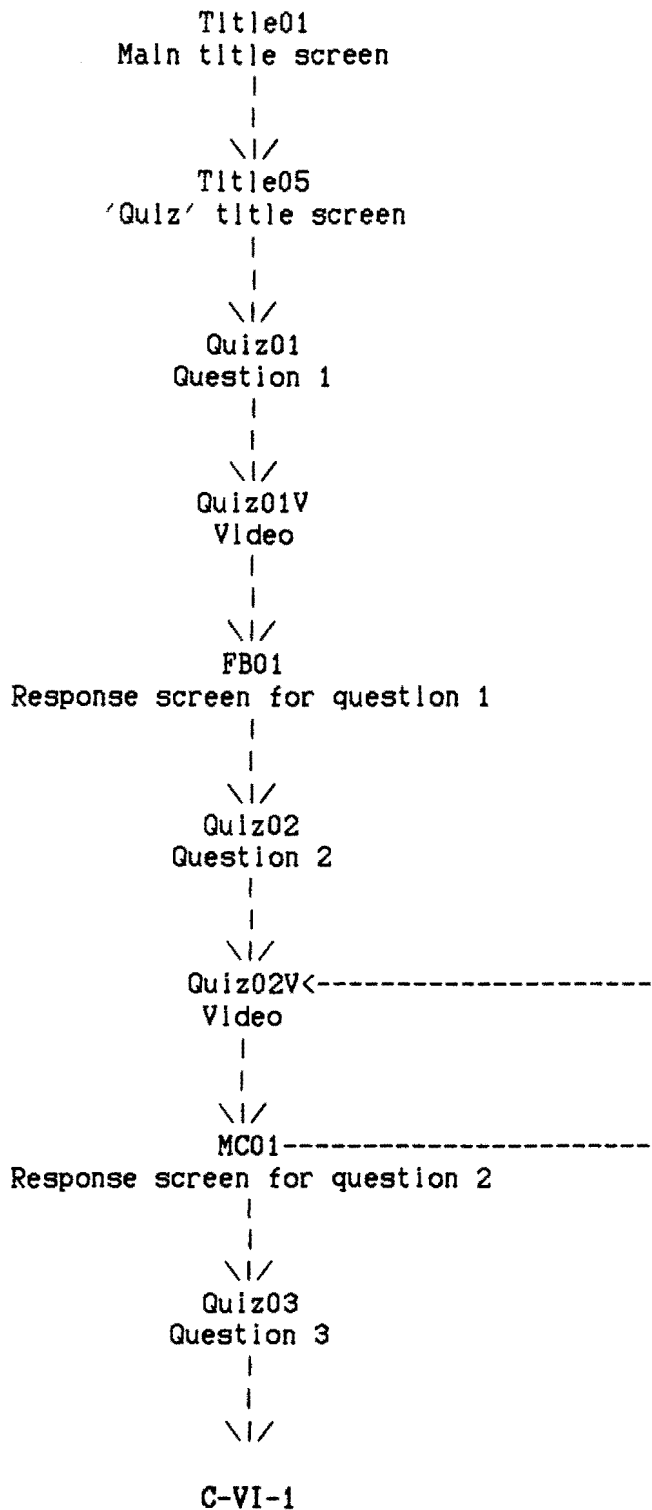 Title01
Main title screen
|
|
\|/
Title05
'Quiz' title screen
|
|
\|/
Quiz01
Question 1
|
|
\|/
Quiz01V
Video
|
|
\|/
FB01
Response screen for question 1
|
|
\|/
Quiz02
Question 2
|
|
\|/
Quiz02V<---------------------
Video
|
|
\|/
MC01-----------------------
Response screen for question 2
|
|
\|/
Quiz03
Question 3
|
|
\|/
C-VI-1